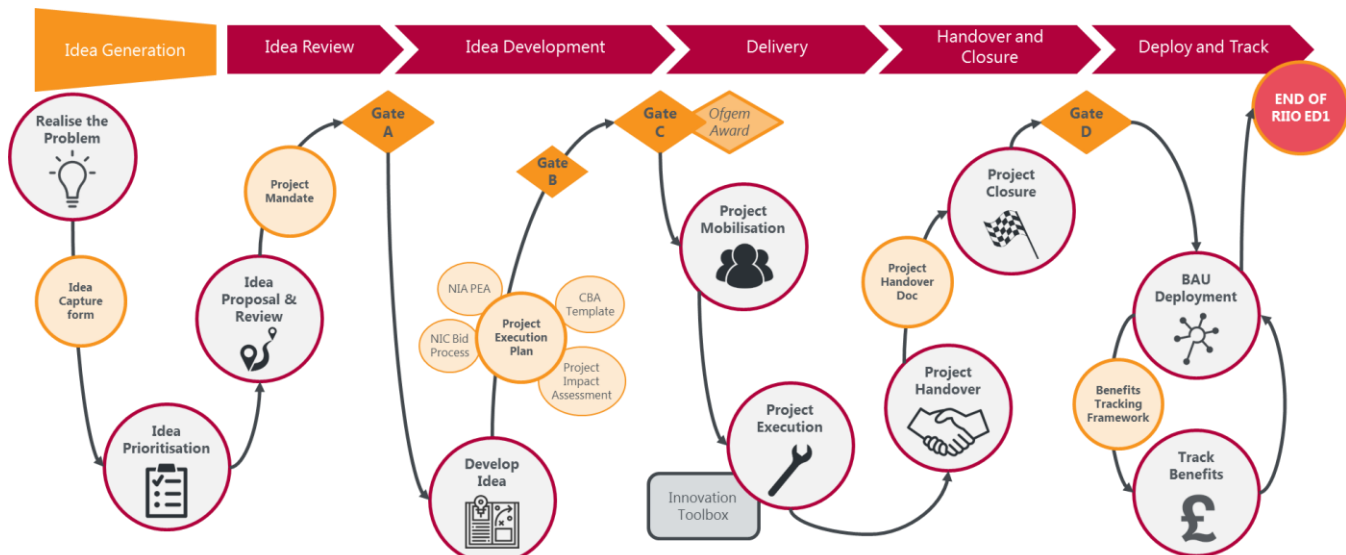 Idea Generation
Idea Review
Idea Development
Delivery
Handover and
Closure
Deploy and Track
Realise the
Problem
Idea
Capture
form
Idea
Prioritisation
Idea
Proposal &
Review
Project
Mandate
Gate
A
Develop
Idea
NIA PEA
CBA
Template
NIC Bid
Process
Project
Execution
Plan
Project
Impact
Assessment
Gate
B
Gate
C
Ofgem
Award
Project
Mobilisation
Project
Execution
Innovation
Toolbox
Project
Handover
Project
Handover
Doc
Project
Closure
Gate
D
BAU
Deployment
Benefits
Tracking
Framework
Track
Benefits
£
END OF
RIIO ED1